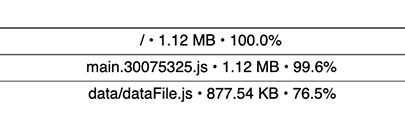 / • 1.12 MB • 100.0%
main.30075325.js • 1.12 MB • 99.6%
data/dataFile.js • 877.54 KB • 76.5%